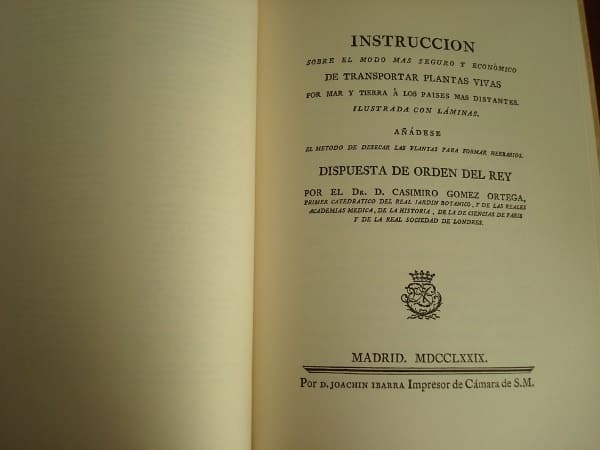 INSTRUCCION
SOBRE EL MODO MAS SEGURO Y ECONÓMICO
DE TRANSPORTAR PLANTAS VIVAS
POR MAR Y TIERRA Á LOS PAISES MAS DISTANTES.
ILUSTRADA CON LÁMINAS.
AÑÁDESE
EL METODO DE DESECAR LAS PLANTAS PARA FORMAR HERBARIOS.
DISPUESTA DE ORDEN DEL REY
POR EL DR. D. CASIMIRO GOMEZ ORTEGA,
PRIMER CATEDRATICO DEL REAL JARDIN BOTANICO, Y DE LAS REALES
ACADEMIAS MEDICA, DE LA HISTORIA, DE LA DE CIENCIAS DE PARIS
Y DE LA REAL SOCIEDAD DE LONDRES.
MADRID. MDCCLXXIX.
Por D. JOACHIN IBARRA Impresor de Cámara de S.M.